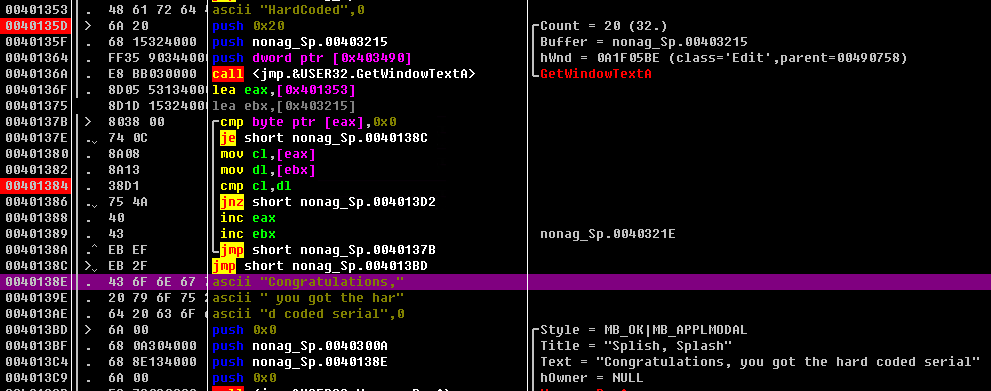 00401353 . 48 61 72 64 ascii "HardCoded",0
0040135D > 6A 20 push 0x20 Count = 20 (32.)
0040135F . 68 15324000 push nonag_Sp.00403215 Buffer = nonag_Sp.00403215
00401364 . FF35 90344000 push dword ptr [0x403490] hWnd = 0A1F05BE (class='Edit',parent=00490758)
0040136A . E8 BB030000 call <jmp.&USER32.GetWindowTextA> GetWindowTextA
0040136F . 8D05 53134000 lea eax,[0x401353]
00401375 . 8D1D 15324000 lea ebx,[0x403215]
0040137B > 8038 00 cmp byte ptr [eax],0x0
0040137E . 74 0C je short nonag_Sp.0040138C
00401380 . 8A08 mov cl,[eax]
00401382 . 8A13 mov dl,[ebx]
00401384 . 38D1 cmp cl,dl
00401386 . 75 4A jnz short nonag_Sp.004013D2
00401388 . 40 inc eax
00401389 . 43 inc ebx nonag_Sp.0040321E
0040138A .^ EB EF jmp short nonag_Sp.0040137B
0040138C > EB 2F jmp short nonag_Sp.004013BD
0040138E . 43 6F 6E 67 ascii "Congratulations,"
0040139E . 20 79 6F 75 ascii " you got the har"
004013AE . 64 20 63 6F ascii "d coded serial",0
004013BD > 6A 00 push 0x0 Style = MB_OK|MB_APPLMODAL
004013BF . 68 0A304000 push nonag_Sp.0040300A Title = "Splish, Splash"
004013C4 . 68 8E134000 push nonag_Sp.0040138E Text = "Congratulations, you got the hard coded serial"
004013C9 . 6A 00 push 0x0 hOwner = NULL